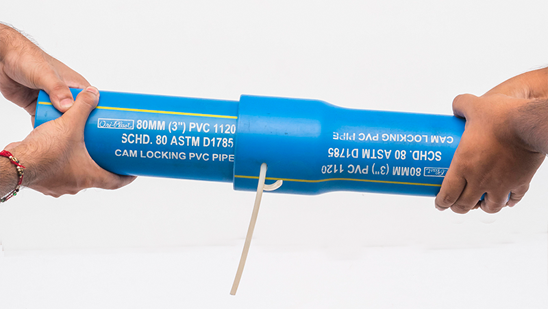 80MM (3") PVC 1120
SCHD. 80 ASTM D1785
CAM LOCKING PVC PIPE
80MM (3") PVC 1120
SCHD. 80 ASTM D1785
CAM LOCKING PVC PIPE